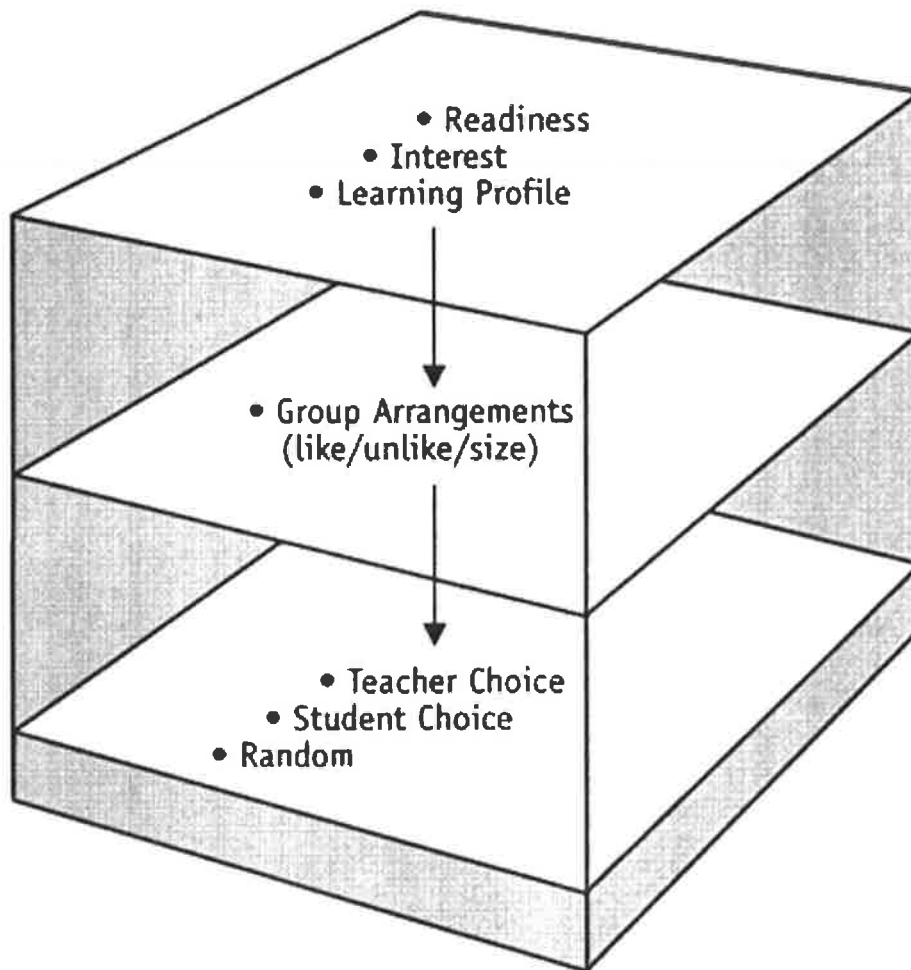 • Readiness
• Interest
• Learning Profile
• Group Arrangements
(like/unlike/size)
• Teacher Choice
• Student Choice
• Random